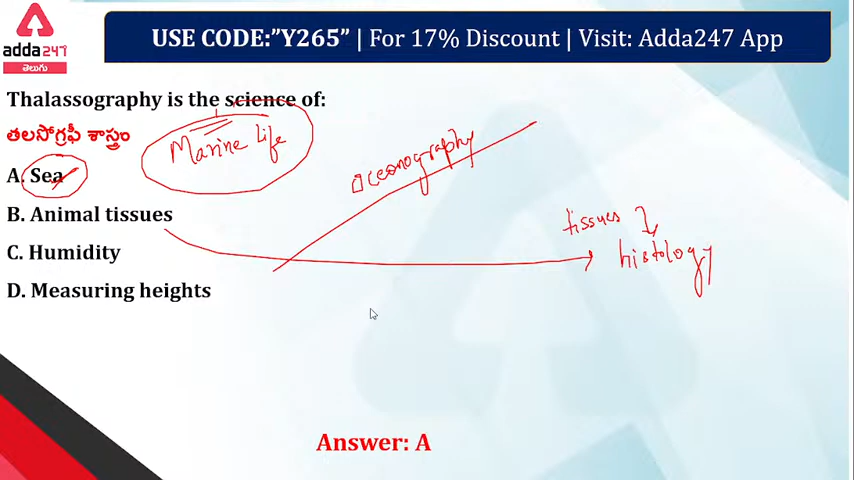 adda247
తెలుగు
USE CODE:”Y265” | For 17% Discount | Visit: Adda247 App
Thalassography is the science of:
తలసోగ్రఫీ శాస్త్రం
Marine life
A. Sea
oceonography
B. Animal tissues
tissues
C. Humidity
histology
D. Measuring heights
Answer: A